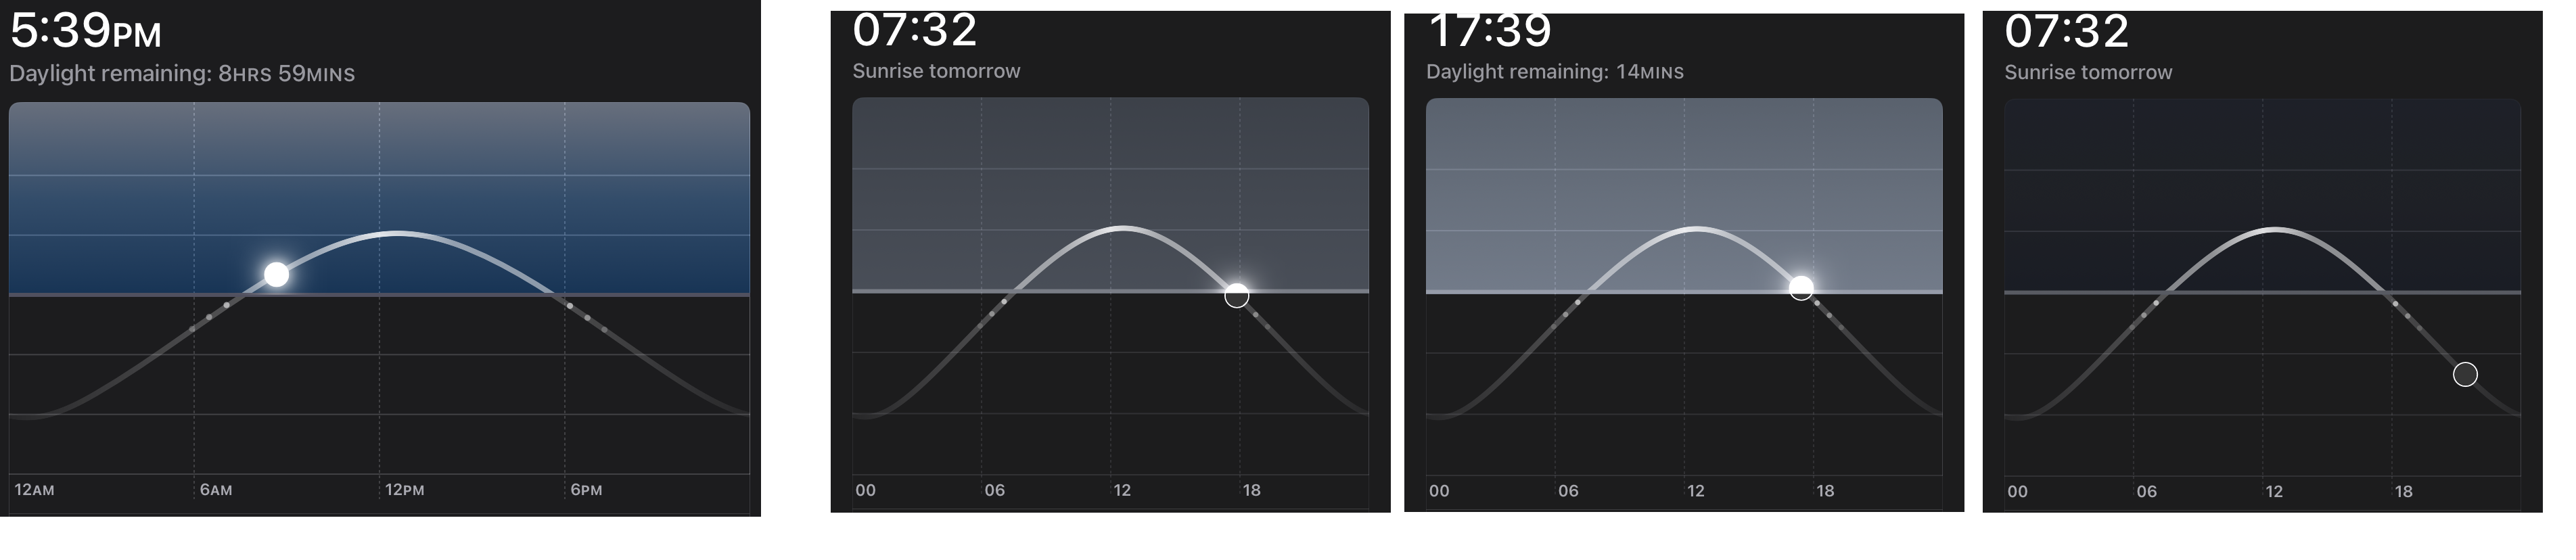 5:39PM
Daylight remaining: 8HRS 59MINS
12AM 6AM 12PM 6PM
07:32
Sunrise tomorrow
00 06 12 18
17:39
Daylight remaining: 14MINS
00 06 12 18
07:32
Sunrise tomorrow
00 06 12 18